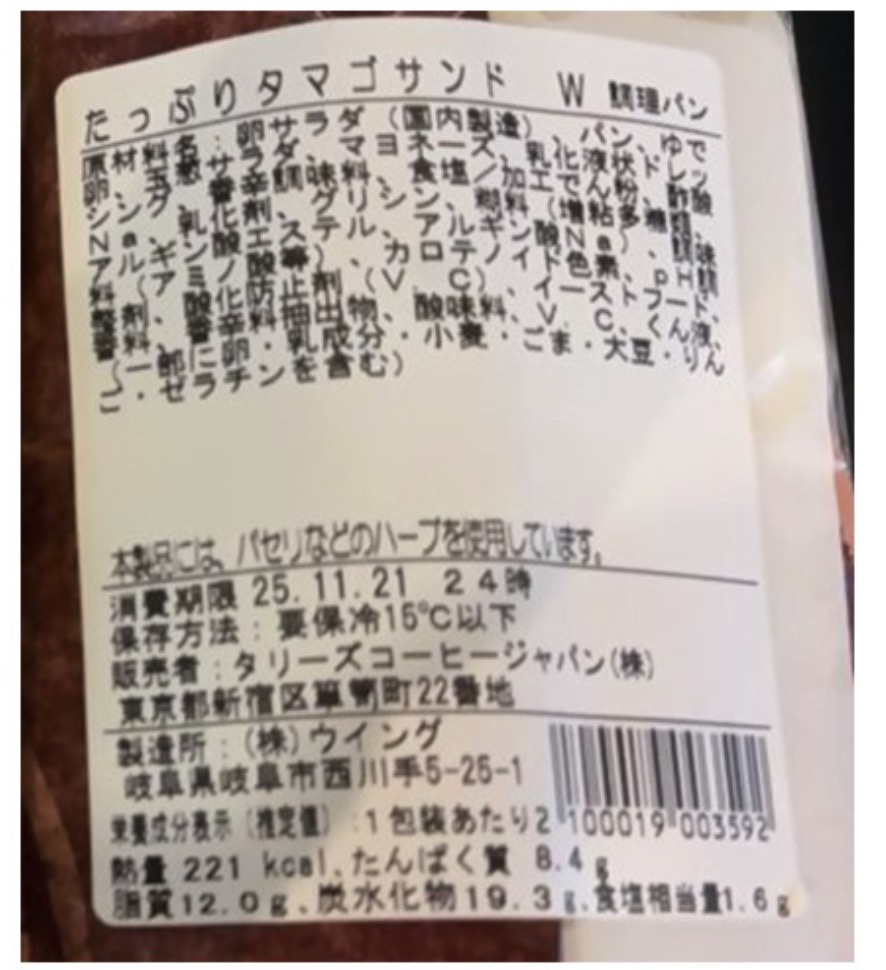 たっぷりタマゴサンド W 調理パン
原材料名：卵サラダ（国内製造）、パン、ゆで
卵、玉葱サラダ、マヨネーズ、乳化液状ドレッ
シング、香辛調味料、食塩／加工でん粉、酢酸
Na、乳化剤、グリシン、糊料（増粘多糖類、
アルギン酸エステル、アルギン酸Na）、調味
料（アミノ酸等）、カロテノイド色素、pH調
整剤、酸化防止剤（V.C）、イーストフード、
香料、香辛料抽出物、酸味料、V.C、くん液、
（一部に卵・乳成分・小麦・ごま・大豆・りん
ご・ゼラチンを含む）
本製品には、パセリなどのハーブを使用しています。
消費期限 25.11.21 24時
保存方法：要保冷15℃以下
販売者：タリーズコーヒージャパン(株)
東京都新宿区箪笥町22番地
製造所：(株)ウイング
岐阜県岐阜市西川手5-25-1
栄養成分表示（推定値）：1包装あたり
2 100019 003592
熱量 221 kcal、たんぱく質 8.4g
脂質12.0g、炭水化物19.3g、食塩相当量1.6g